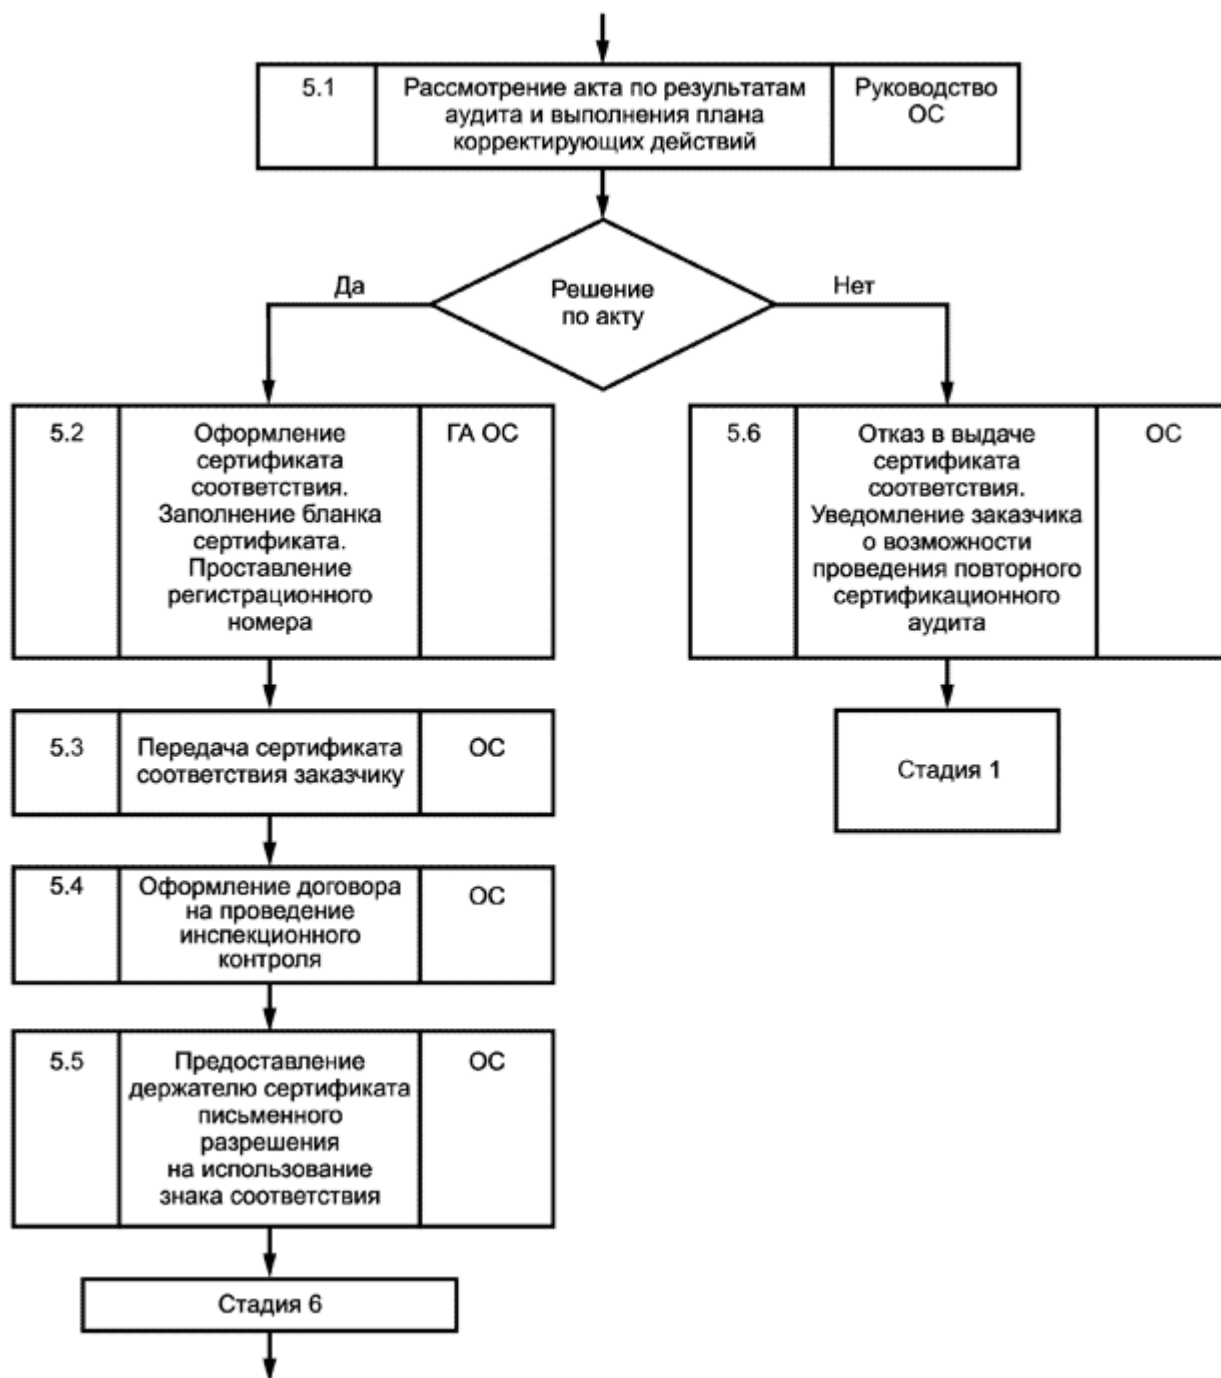 5.1
Рассмотрение акта по результатам
аудита и выполнения плана
корректирующих действий
Руководство
ОС
Да
Решение
по акту
Нет
5.2
Оформление
сертификата
соответствия.
Заполнение бланка
сертификата.
Проставление
регистрационного
номера
ГА ОС
5.6
Отказ в выдаче
сертификата
соответствия.
Уведомление заказчика
о возможности
проведения повторного
сертификационного
аудита
ОС
5.3
Передача сертификата
соответствия заказчику
ОС
Стадия 1
5.4
Оформление договора
на проведение
инспекционного
контроля
ОС
5.5
Предоставление
держателю сертификата
письменного
разрешения
на использование
знака соответствия
ОС
Стадия 6